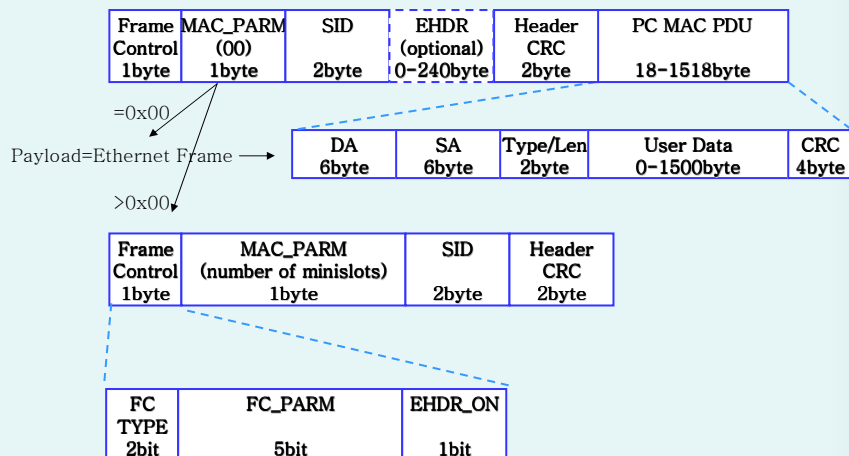 Frame MAC_PARM SID EHDR Header PC MAC PDU
Control (00) (optional) CRC
1byte 1byte 2byte 0-240byte 2byte 18-1518byte
=0x00
DA SA Type/Len User Data CRC
Payload=Ethernet Frame
6byte 6byte 2byte 0-1500byte 4byte
>0x00
Frame MAC_PARM SID Header
Control (number of minislots) CRC
1byte 1byte 2byte 2byte
FC FC_PARM EHDR_ON
TYPE
2bit 5bit 1bit